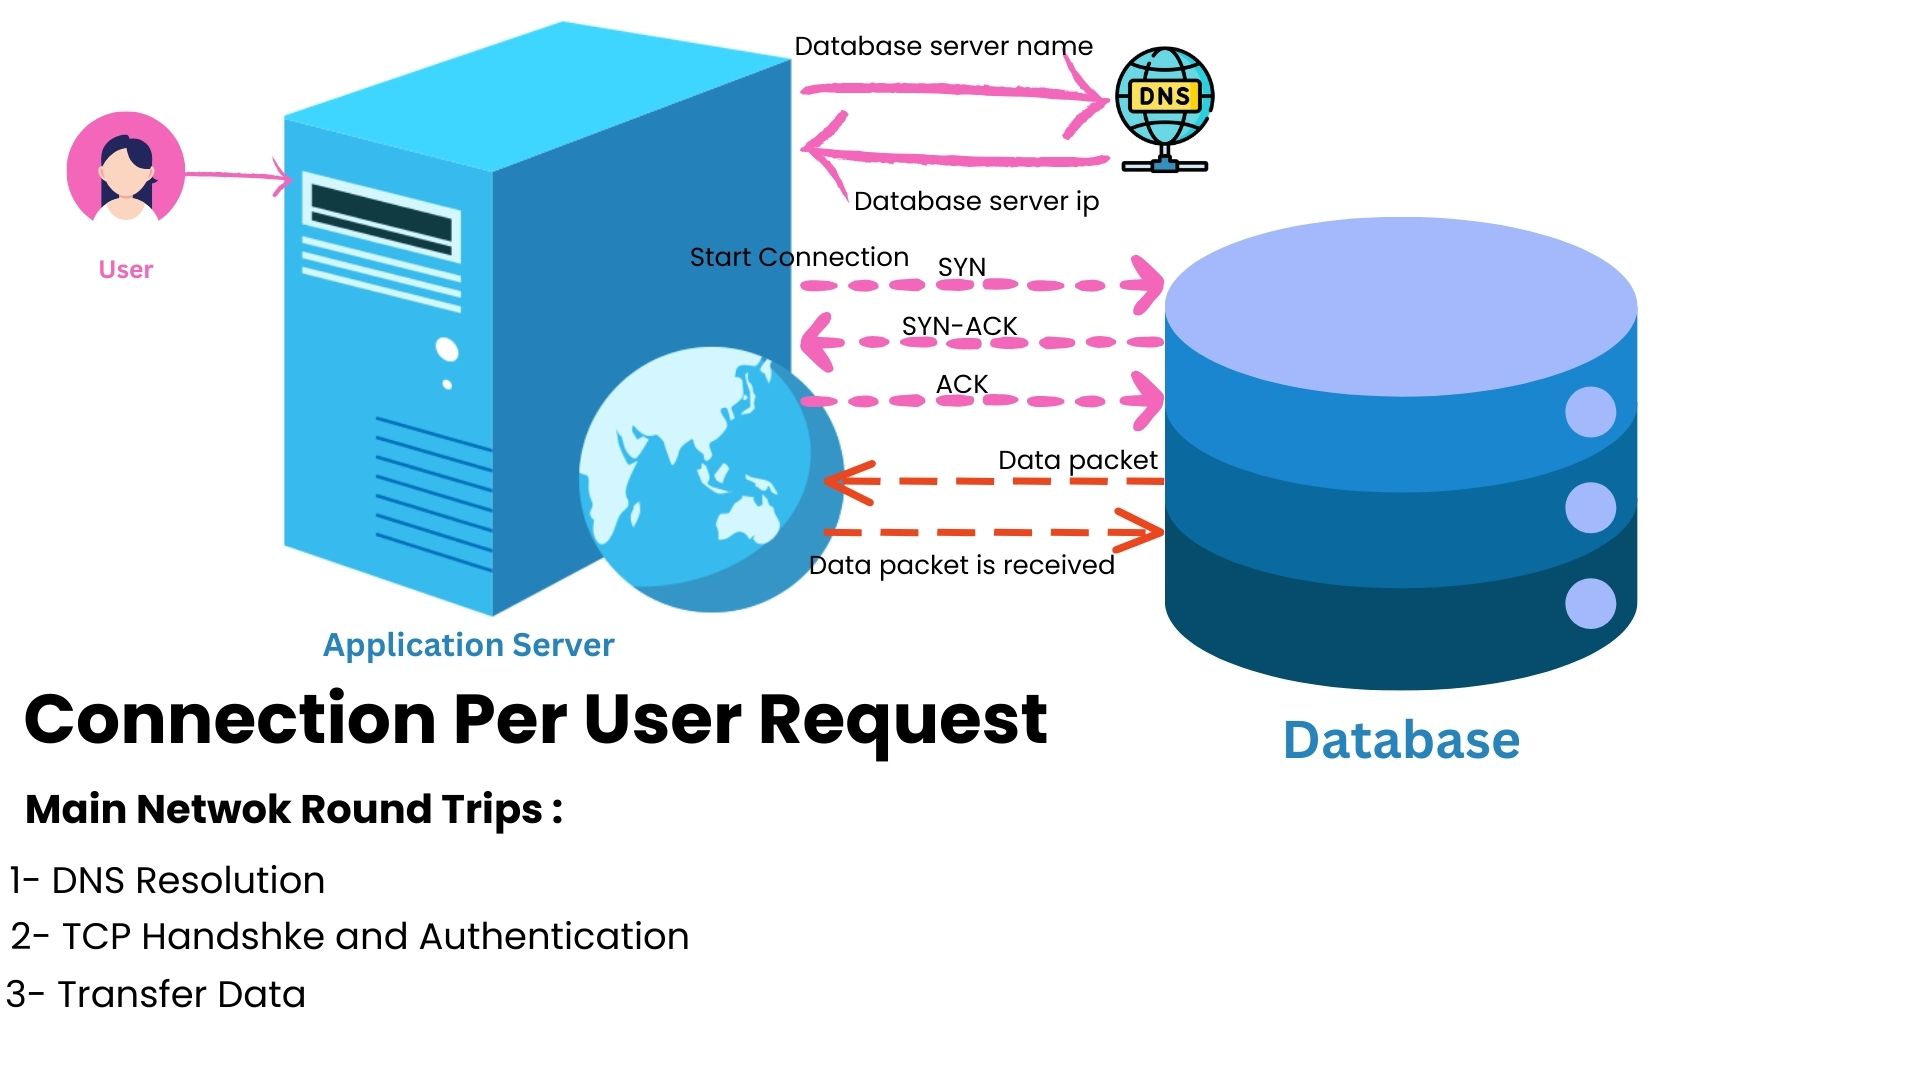 Database server name
DNS
Database server ip
User
Start Connection
SYN
SYN-ACK
ACK
Data packet
Data packet is received
Application Server
Database
Connection Per User Request
Main Netwok Round Trips :
1- DNS Resolution
2- TCP Handshke and Authentication
3- Transfer Data